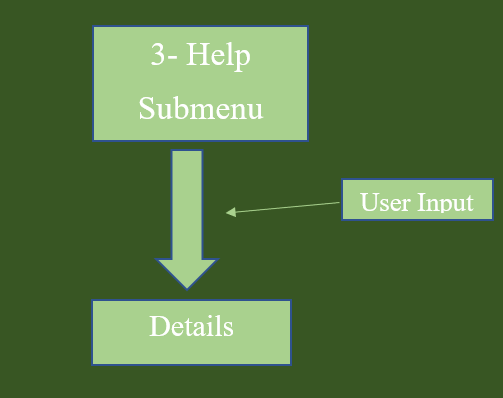 3- Help
Submenu
User Input
Details